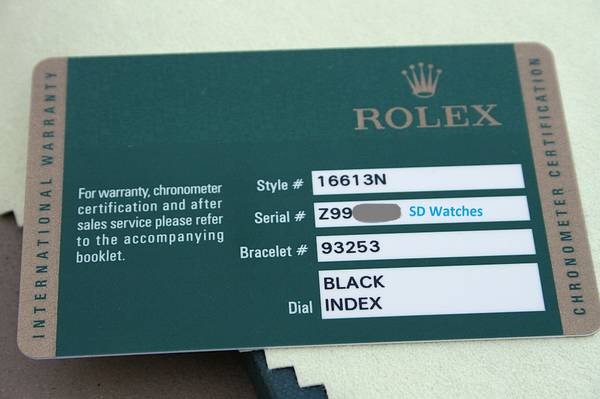 INTERNATIONAL WARRANTY
ROLEX
For warranty, chronometer
certification and after
sales service please refer
to the accompanying
booklet.
Style # 16613N
Serial # Z99 SD Watches
Bracelet # 93253
Dial BLACK
INDEX
CHRONOMETER CERTIFICATION